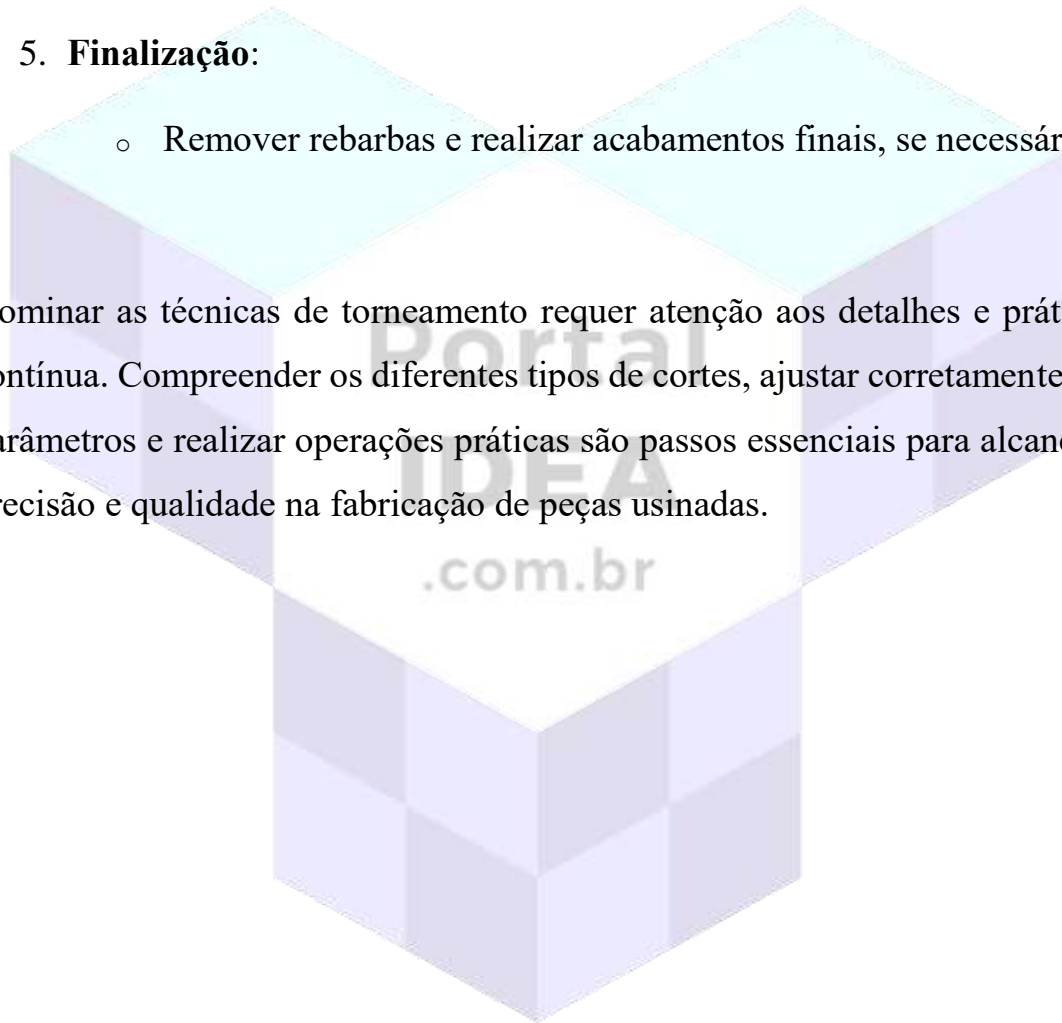 5. Finalização:
o Remover rebarbas e realizar acabamentos finais, se necessár
ominar as técnicas de torneamento requer atenção aos detalhes e prát
ontínua. Compreender os diferentes tipos de cortes, ajustar corretamente
arâmetros e realizar operações práticas são passos essenciais para alcanç
recisão e qualidade na fabricação de peças usinadas.
Portal
IDEA
.com.br